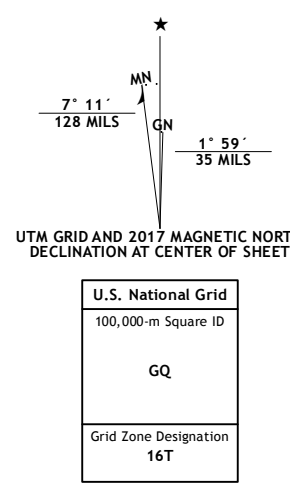 ★
MN
7° 11´
128 MILS
GN
1° 59´
35 MILS
UTM GRID AND 2017 MAGNETIC NORT
DECLINATION AT CENTER OF SHEET
U.S. National Grid
100,000-m Square ID
GQ
Grid Zone Designation
16T